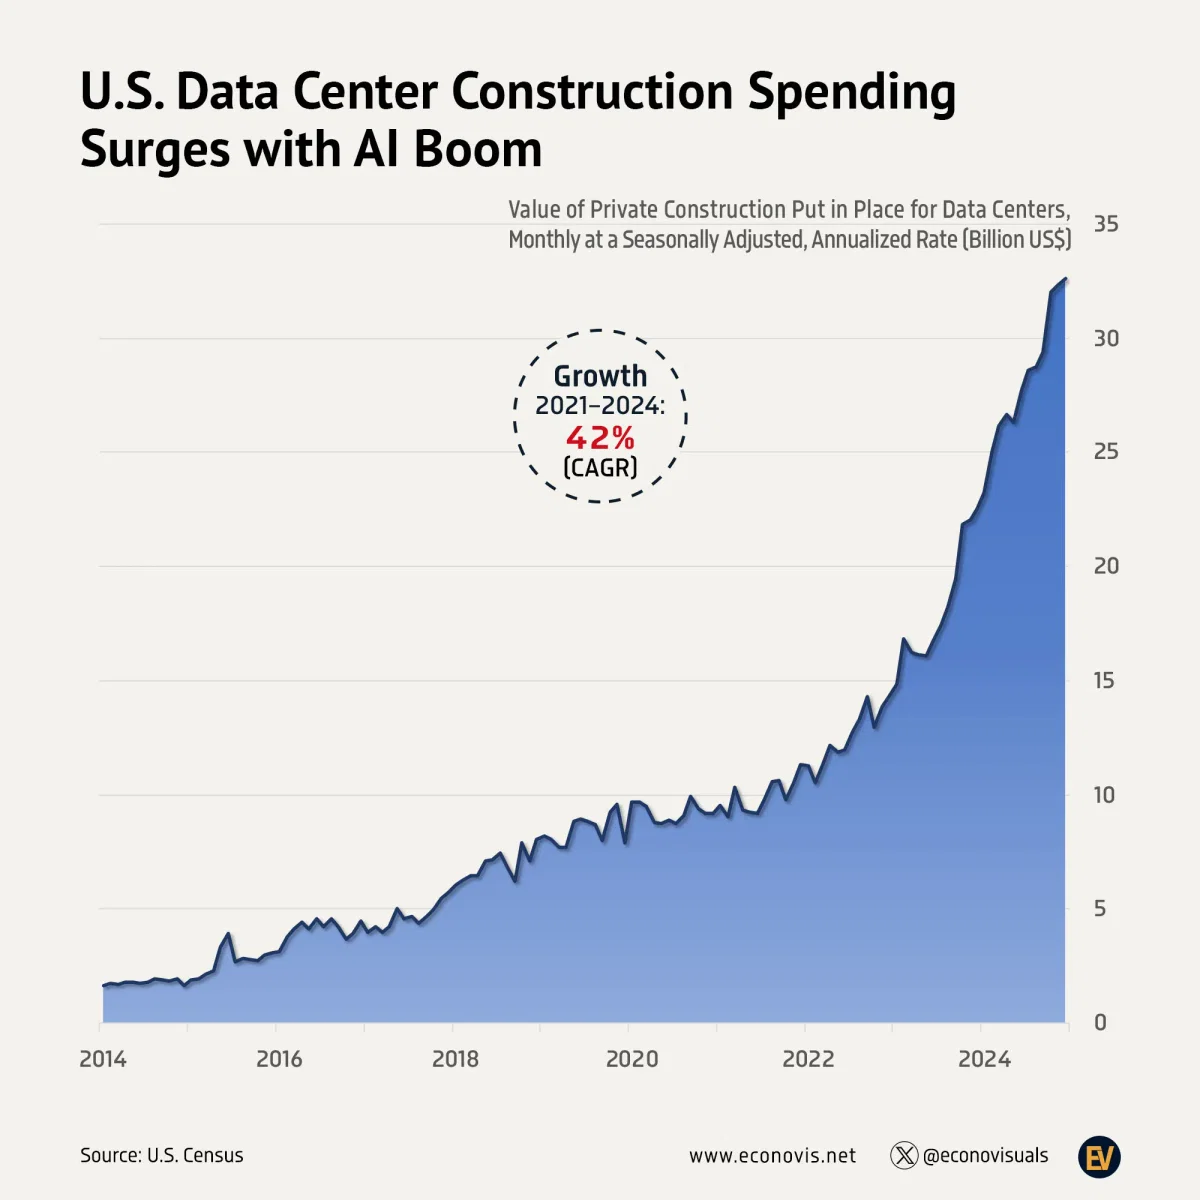 U.S. Data Center Construction Spending
Surges with AI Boom
Value of Private Construction Put in Place for Data Centers,
Monthly at a Seasonally Adjusted, Annualized Rate (Billion US$)
35
30
25
20
15
10
5
0
Growth
2021–2024:
42%
(CAGR)
2014 2016 2018 2020 2022 2024
Source: U.S. Census www.econovis.net @econovisuals EV